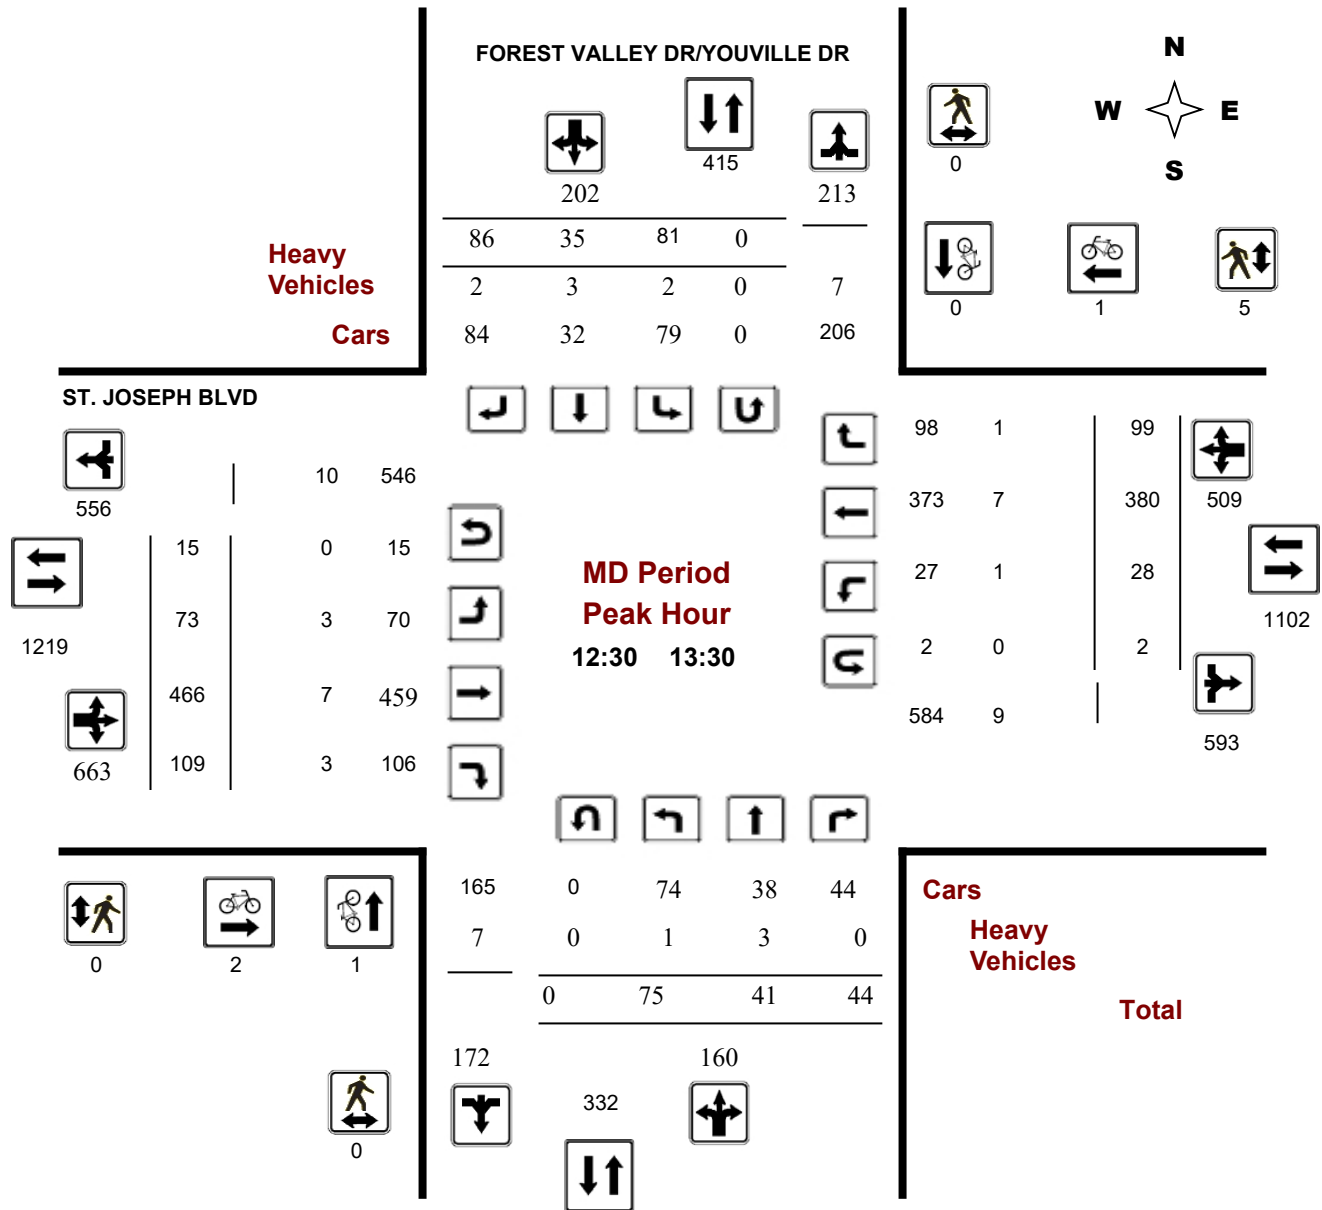 FOREST VALLEY DR/YOUVILLE DR
N
W E
S
415
0
202
213
86 35 81 0
Heavy
Vehicles
2 3 2 0 7
Cars
84 32 79 0 206
0 1 5
ST. JOSEPH BLVD
556
10 546
98 1 99
15 0 15
373 7 380 509
MD Period
Peak Hour
12:30 13:30
27 1 28
1219
73 3 70
1102
2 0 2
466 7 459
584 9
593
663
109 3 106
165 0 74 38 44
Cars
7 0 1 3 0
Heavy
Vehicles
0 2 1
0 75 41 44
Total
172 160
332
0